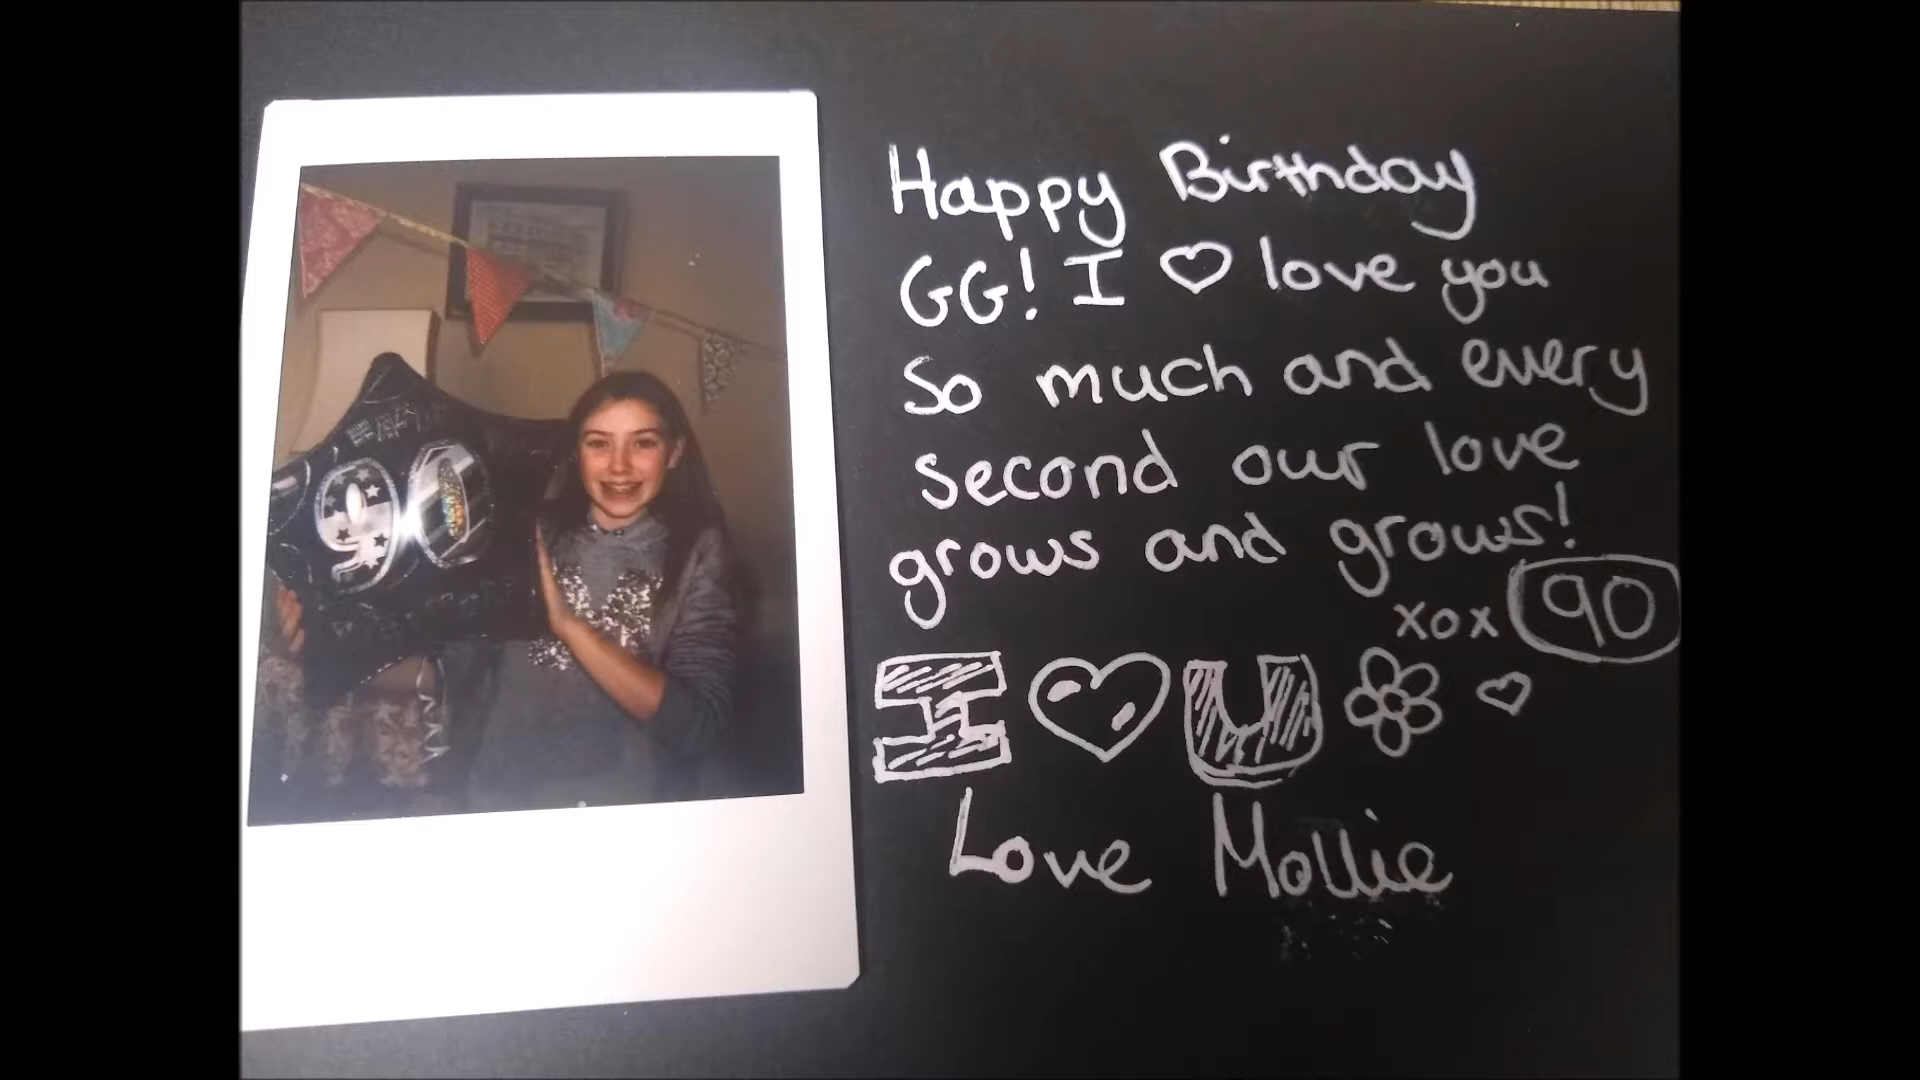 90
Happy Birthday
GG! I ♡ love you
So much and every
second our love
grows and grows!
xox 90
I ♡ U
Love Mollie